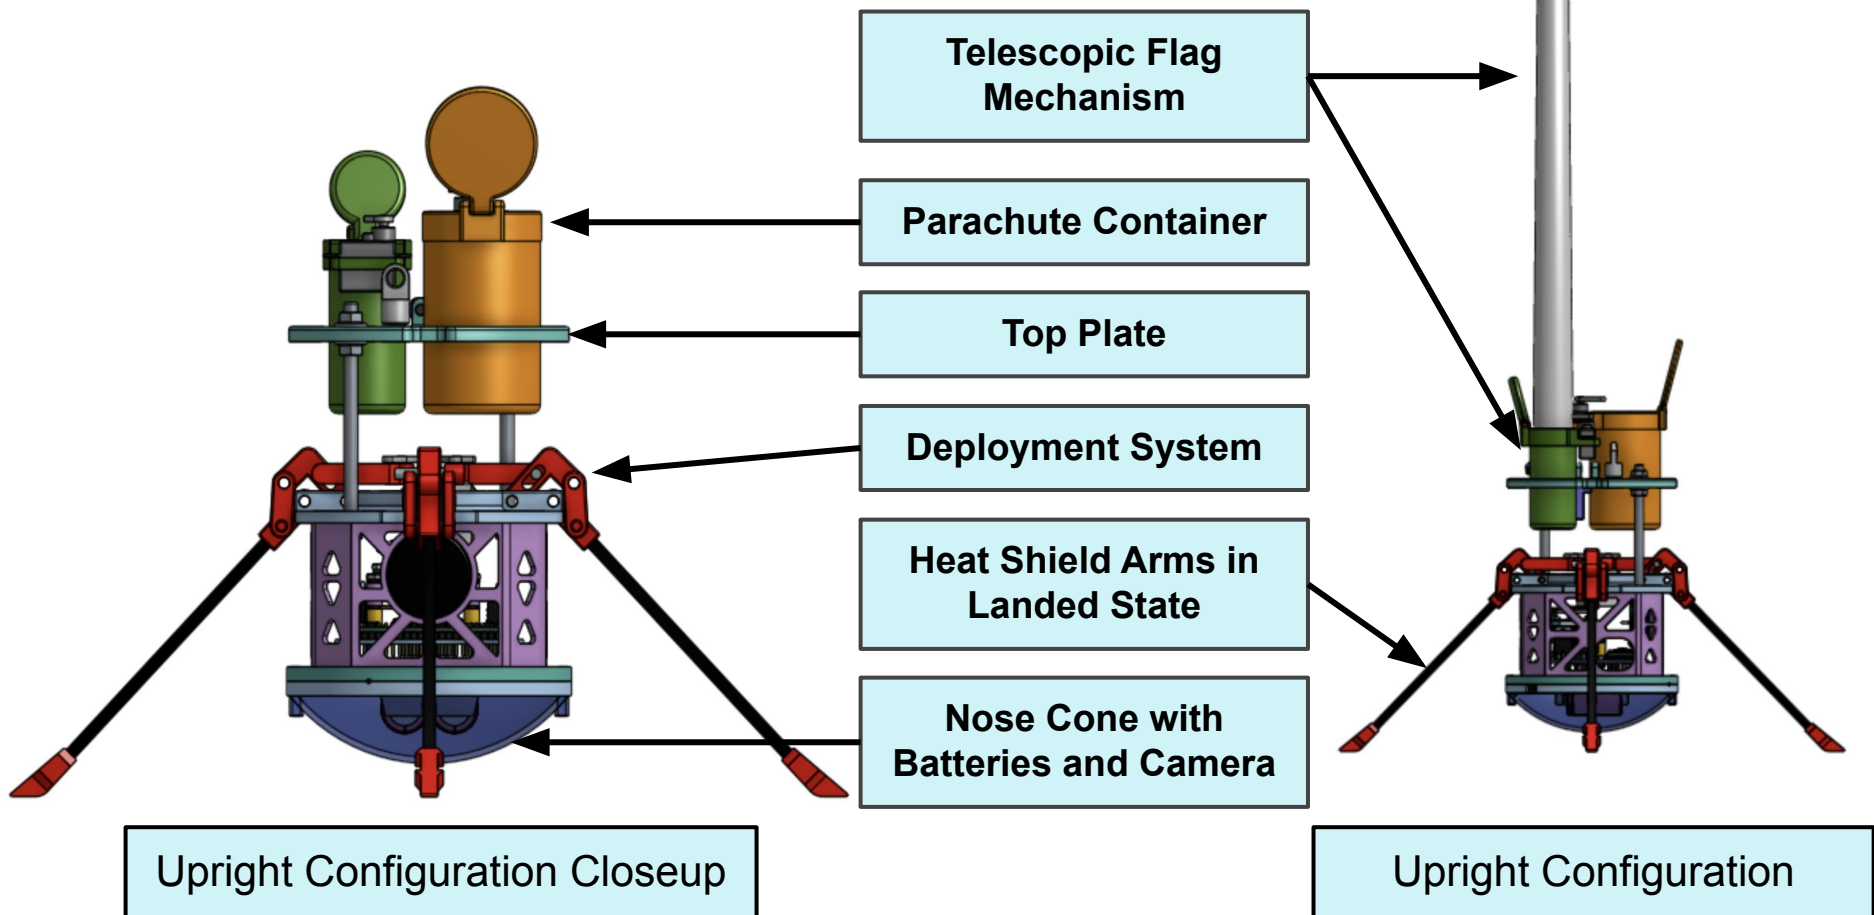 Telescopic Flag
Mechanism
Parachute Container
Top Plate
Deployment System
Heat Shield Arms in
Landed State
Nose Cone with
Batteries and Camera
Upright Configuration Closeup
Upright Configuration